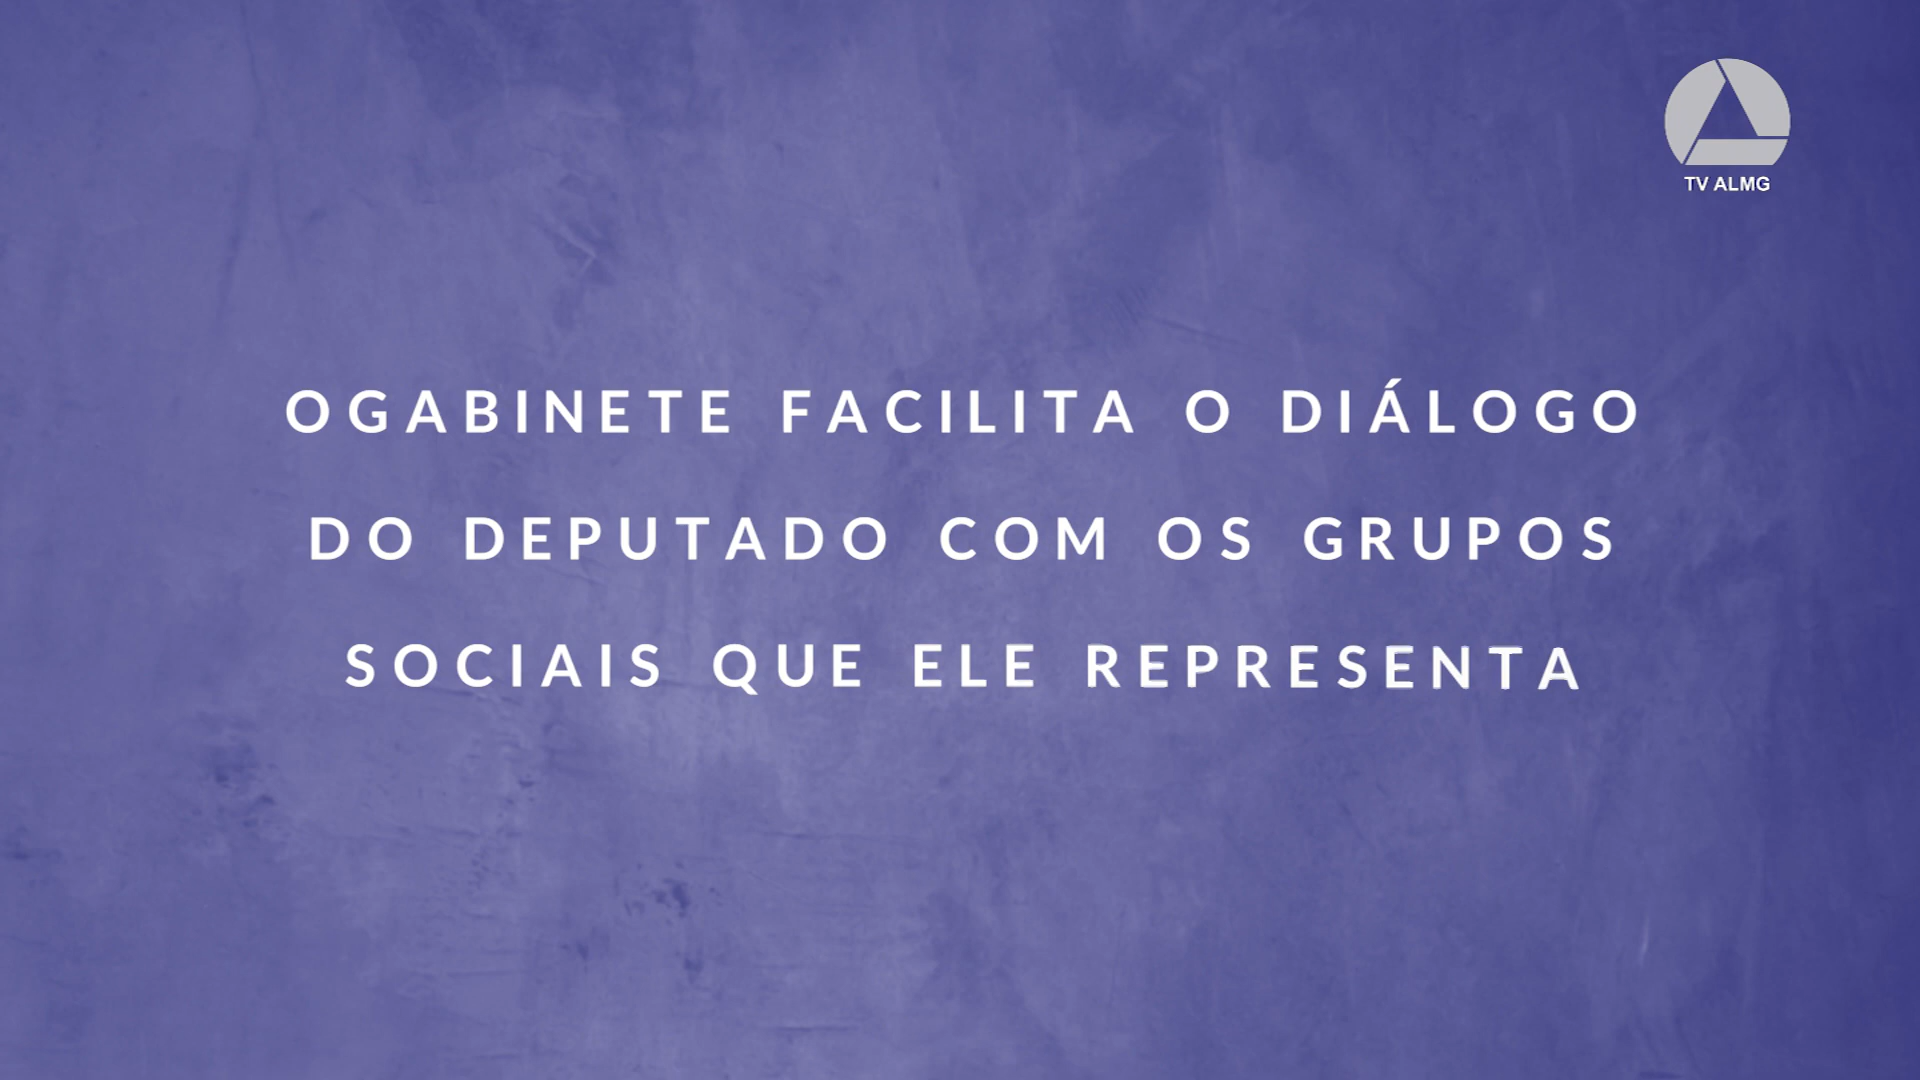 TV ALMG
OGABINETE FACILITA O DIÁLOGO
DO DEPUTADO COM OS GRUPOS
SOCIAIS QUE ELE REPRESENTA